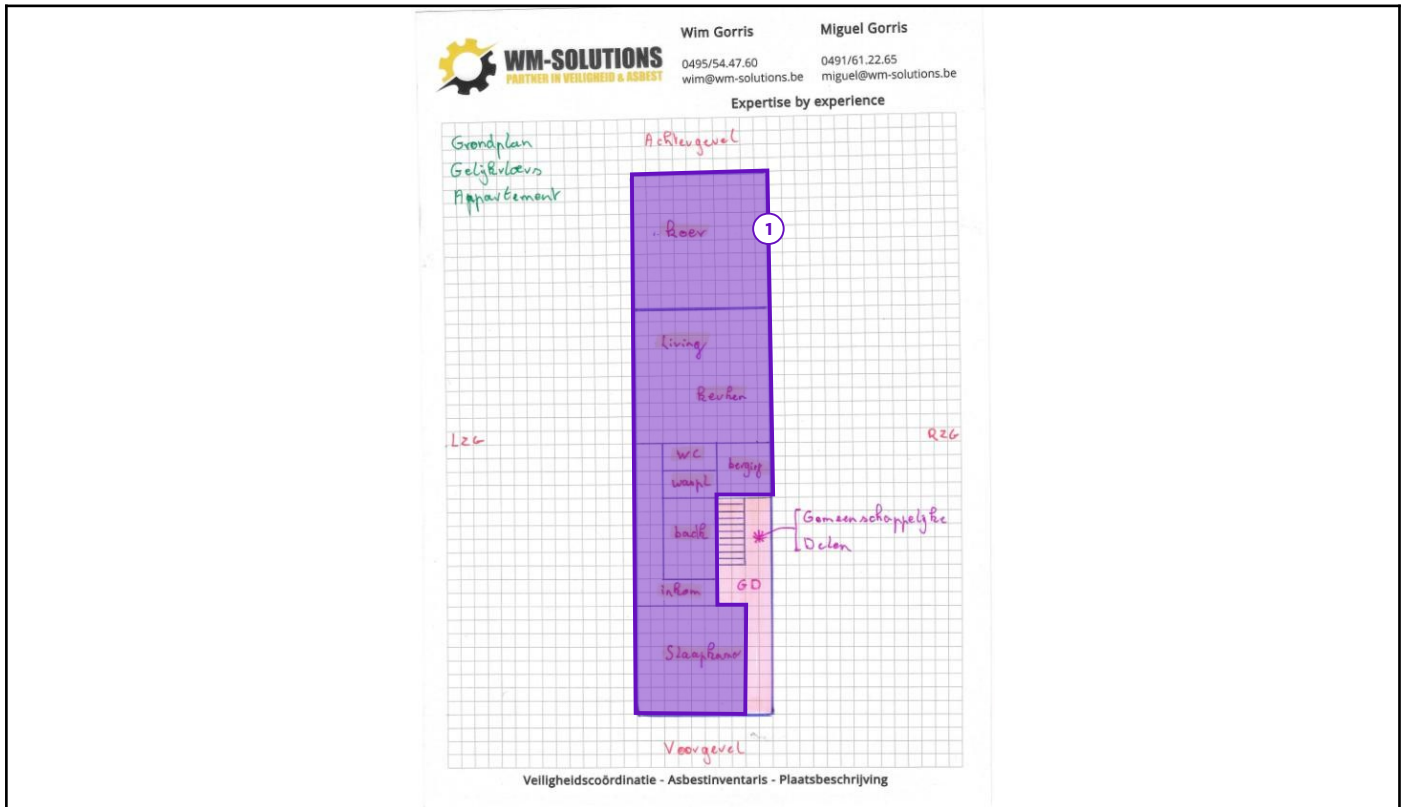 WM-SOLUTIONS
PARTNER IN VEILIGHEID & ASBEST
Wim Gorris
0495/54.47.60
wim@wm-solutions.be
Miguel Gorris
0491/61.22.65
miguel@wm-solutions.be
Expertise by experience
Grondplan
Gelijkvloers
Appartement
Achtergevel
koer
1
Living
keuken
LZG
RZG
WC
berging
waspl
badk
Gemeenschappelijke
Delen
GD
inkom
Slaapkamer
Voorgevel
Veiligheidscoördinatie - Asbestinventaris - Plaatsbeschrijving